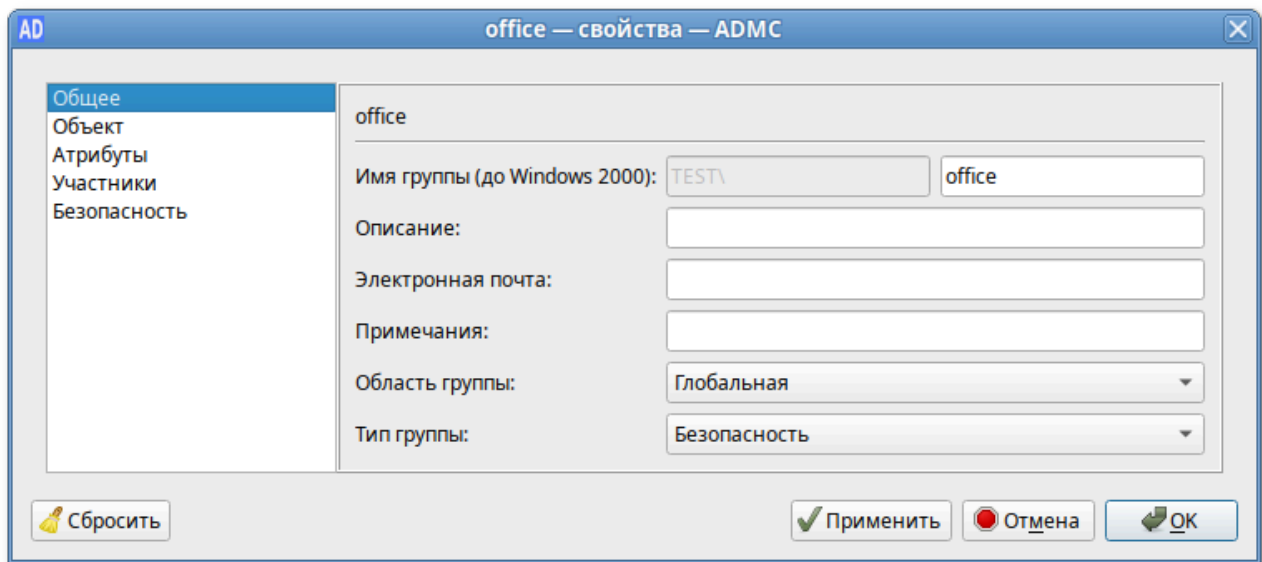 AD office — свойства — ADMC
Общее
Объект
Атрибуты
Участники
Безопасность
office
Имя группы (до Windows 2000): TEST\ office
Описание:
Электронная почта:
Примечания:
Область группы: Глобальная
Тип группы: Безопасность
Сбросить Применить Отмена OK